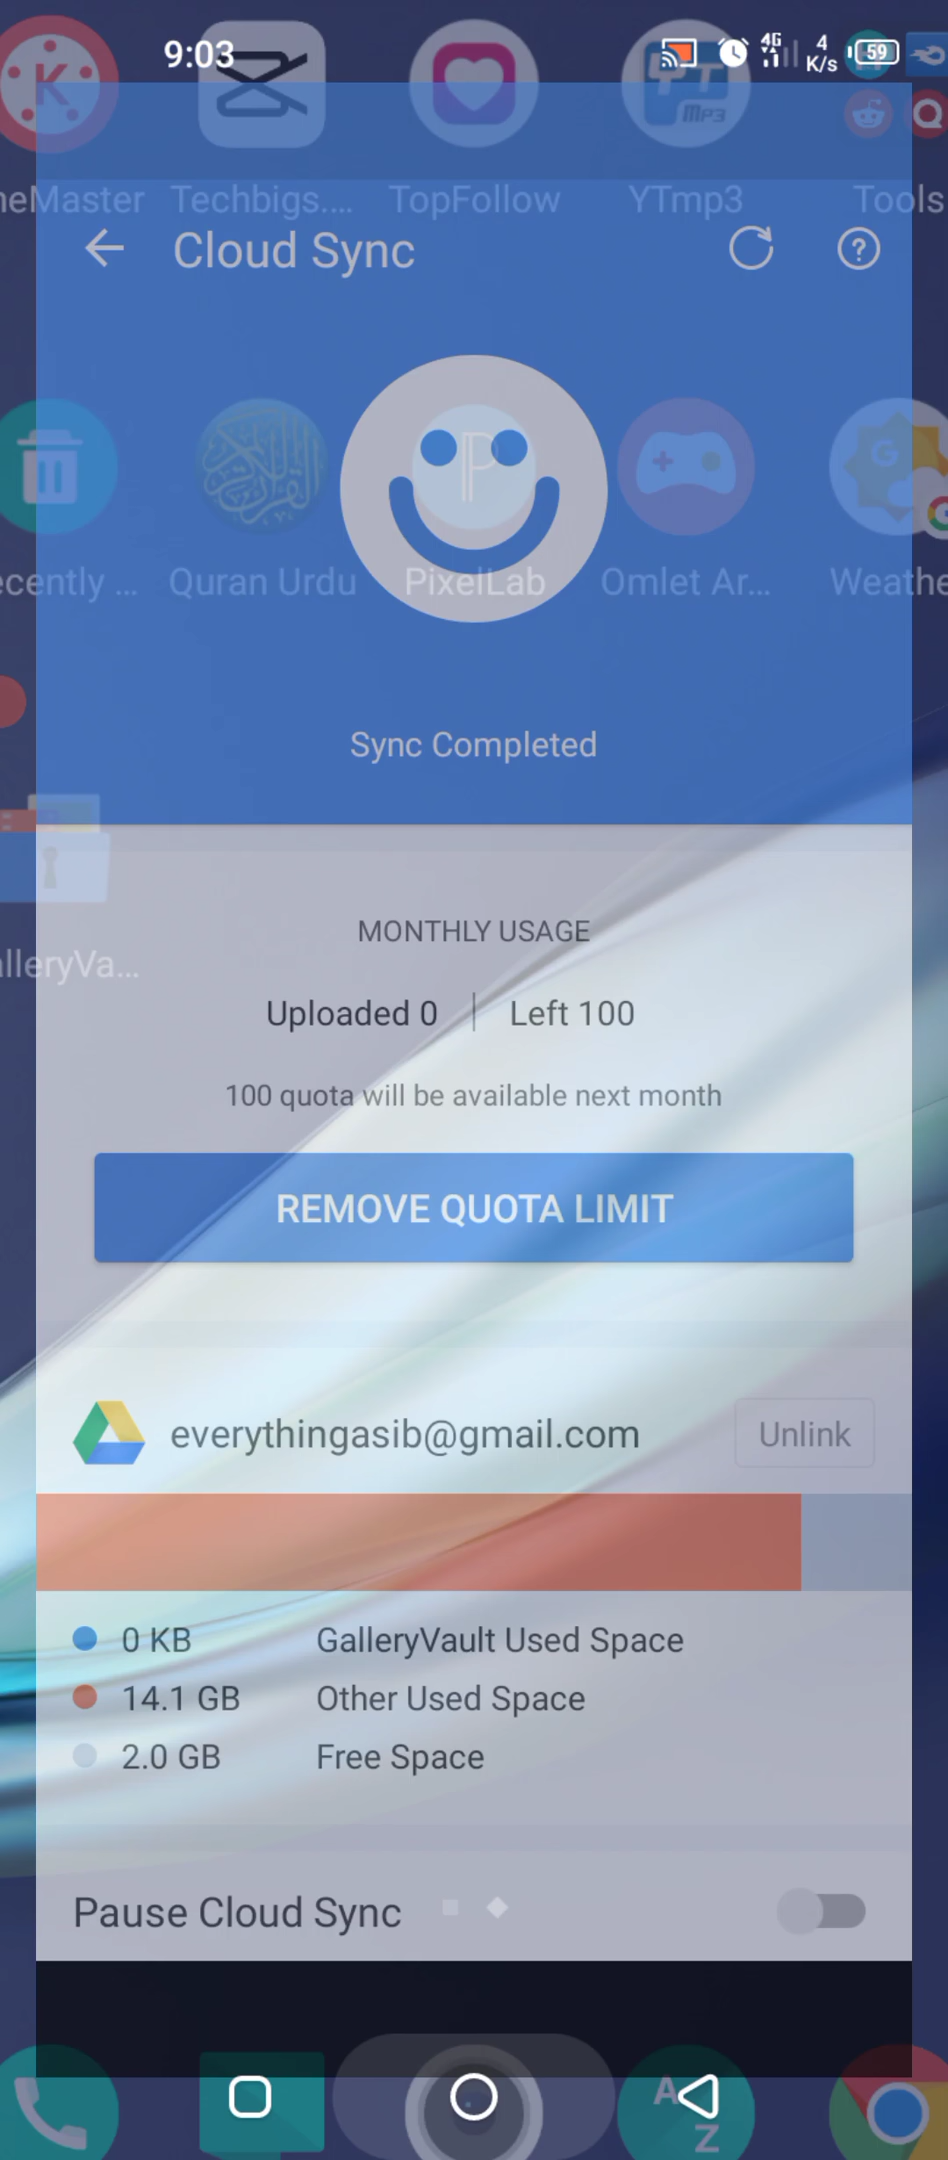 9:03
4G
4
K/s
59
neMaster Techbigs.... TopFollow YTmp3 Tools
MP3
Cloud Sync
ecently ... Quran Urdu PixelLab Omlet Ar... Weathe
Sync Completed
alleryVa...
MONTHLY USAGE
Uploaded 0 | Left 100
100 quota will be available next month
REMOVE QUOTA LIMIT
everythingasib@gmail.com Unlink
0 KB GalleryVault Used Space
14.1 GB Other Used Space
2.0 GB Free Space
Pause Cloud Sync
A
Z